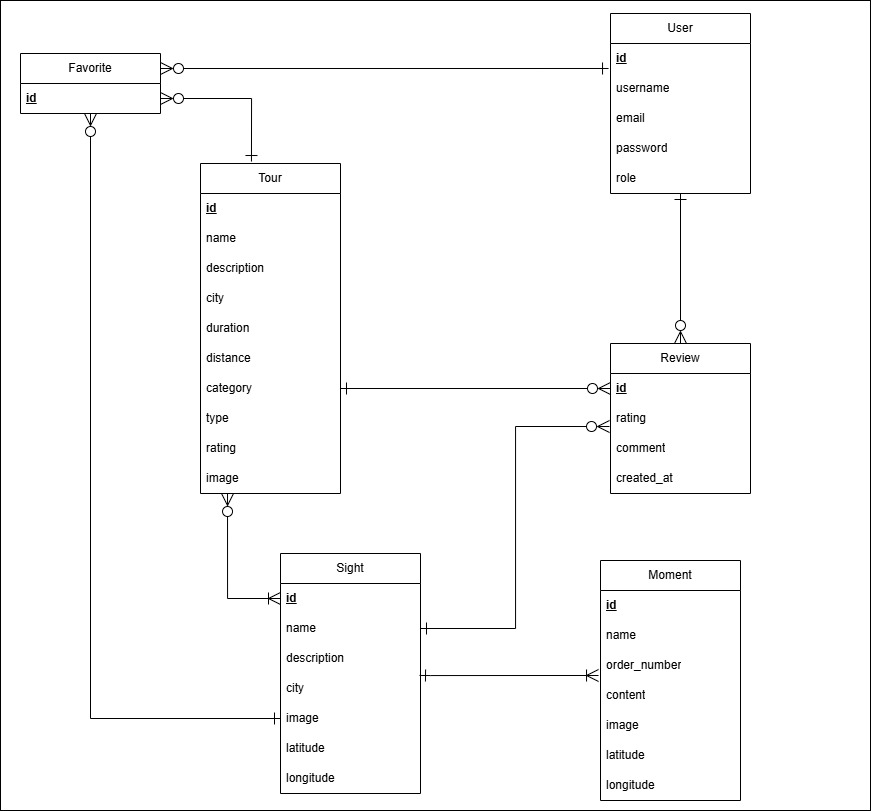 User
id
username
email
password
role
Favorite
id
Tour
id
name
description
city
duration
distance
category
type
rating
image
Review
id
rating
comment
created_at
Sight
id
name
description
city
image
latitude
longitude
Moment
id
name
order_number
content
image
latitude
longitude